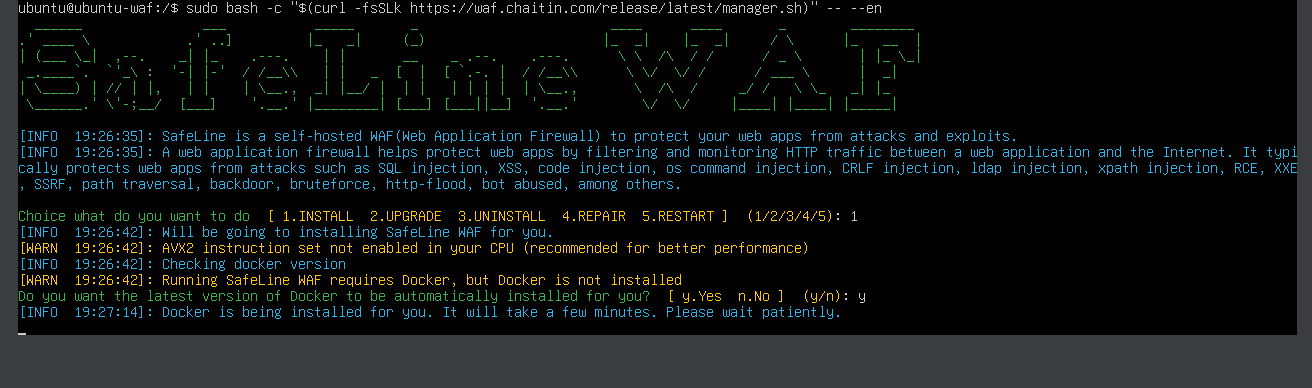 ubuntu@ubuntu-waf:/$ sudo bash -c "$(curl -fsSLk https://waf.chaitin.com/release/latest/manager.sh)" -- --en
SafeLine WAF
[INFO  19:26:35]: SafeLine is a self-hosted WAF(Web Application Firewall) to protect your web apps from attacks and exploits.
[INFO  19:26:35]: A web application firewall helps protect web apps by filtering and monitoring HTTP traffic between a web application and the Internet. It typi
cally protects web apps from attacks such as SQL injection, XSS, code injection, os command injection, CRLF injection, ldap injection, xpath injection, RCE, XXE
, SSRF, path traversal, backdoor, bruteforce, http-flood, bot abused, among others.
Choice what do you want to do  [ 1.INSTALL  2.UPGRADE  3.UNINSTALL  4.REPAIR  5.RESTART ]  (1/2/3/4/5): 1
[INFO  19:26:42]: Will be going to installing SafeLine WAF for you.
[WARN  19:26:42]: AVX2 instruction set not enabled in your CPU (recommended for better performance)
[INFO  19:26:42]: Checking docker version
[WARN  19:26:42]: Running SafeLine WAF requires Docker, but Docker is not installed
Do you want the latest version of Docker to be automatically installed for you?  [ y.Yes  n.No ]  (y/n): y
[INFO  19:27:14]: Docker is being installed for you. It will take a few minutes. Please wait patiently.